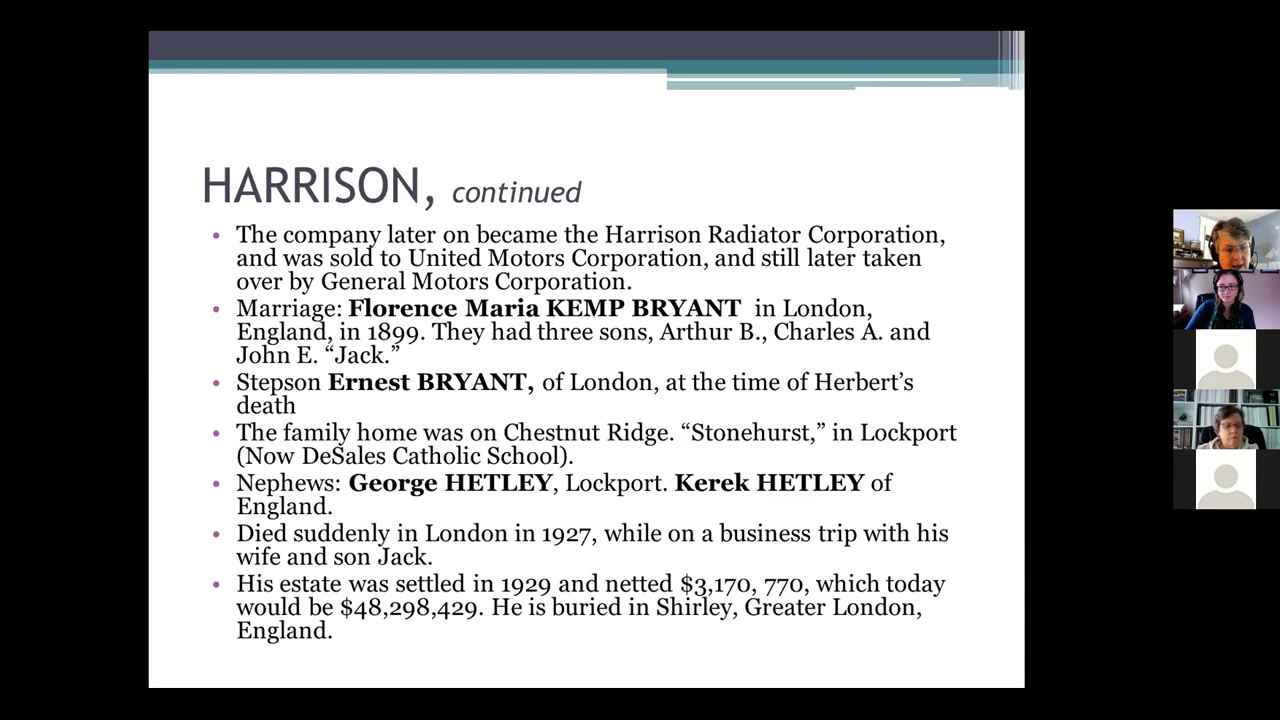 HARRISON, continued
• The company later on became the Harrison Radiator Corporation,
and was sold to United Motors Corporation, and still later taken
over by General Motors Corporation.
• Marriage: Florence Maria KEMP BRYANT in London,
England, in 1899. They had three sons, Arthur B., Charles A. and
John E. “Jack.”
• Stepson Ernest BRYANT, of London, at the time of Herbert’s
death
• The family home was on Chestnut Ridge. “Stonehurst,” in Lockport
(Now DeSales Catholic School).
• Nephews: George HETLEY, Lockport. Kerek HETLEY of
England.
• Died suddenly in London in 1927, while on a business trip with his
wife and son Jack.
• His estate was settled in 1929 and netted $3,170, 770, which today
would be $48,298,429. He is buried in Shirley, Greater London,
England.